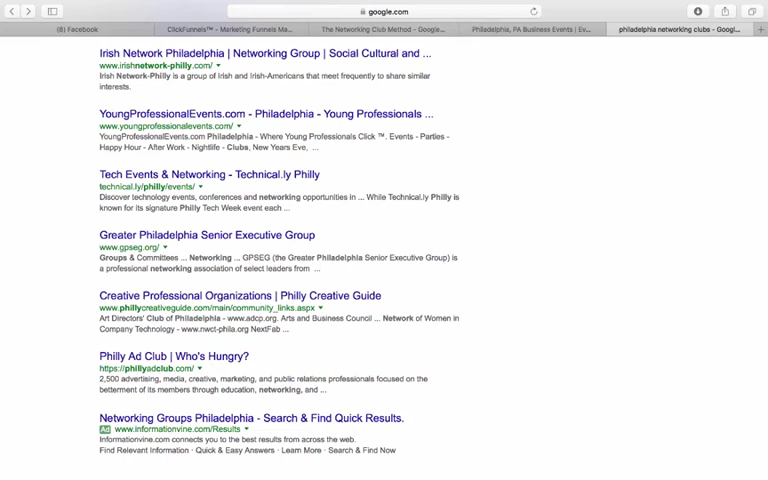 google.com
(8) Facebook
ClickFunnels™ - Marketing Funnels Ma...
The Networking Club Method - Google...
Philadelphia, PA Business Events | Ev...
philadelphia networking clubs - Googl...
Irish Network Philadelphia | Networking Group | Social Cultural and ...
www.irishnetwork-philly.com/
Irish Network-Philly is a group of Irish and Irish-Americans that meet frequently to share similar
interests.
YoungProfessionalEvents.com - Philadelphia - Young Professionals ...
www.youngprofessionalevents.com/
YoungProfessionalEvents.com Philadelphia - Where Young Professionals Click ™. Events - Parties -
Happy Hour - After Work - Nightlife - Clubs, New Years Eve, ...
Tech Events & Networking - Technical.ly Philly
technical.ly/philly/events/
Discover technology events, conferences and networking opportunities in ... While Technical.ly Philly is
known for its signature Philly Tech Week event each ...
Greater Philadelphia Senior Executive Group
www.gpseg.org/
Groups & Committees ... Networking ... GPSEG (the Greater Philadelphia Senior Executive Group) is
a professional networking association of select leaders from ...
Creative Professional Organizations | Philly Creative Guide
www.phillycreativeguide.com/main/community_links.aspx
Art Directors' Club of Philadelphia - www.adcp.org. Arts and Business Council ... Network of Women in
Company Technology - www.nwct-phila.org NextFab ...
Philly Ad Club | Who's Hungry?
https://phillyadclub.com/
2,500 advertising, media, creative, marketing, and public relations professionals focused on the
betterment of its members through education, networking, and ...
Networking Groups Philadelphia - Search & Find Quick Results.
Ad www.informationvine.com/Results
Informationvine.com connects you to the best results from across the web.
Find Relevant Information · Quick & Easy Answers · Learn More · Search & Find Now